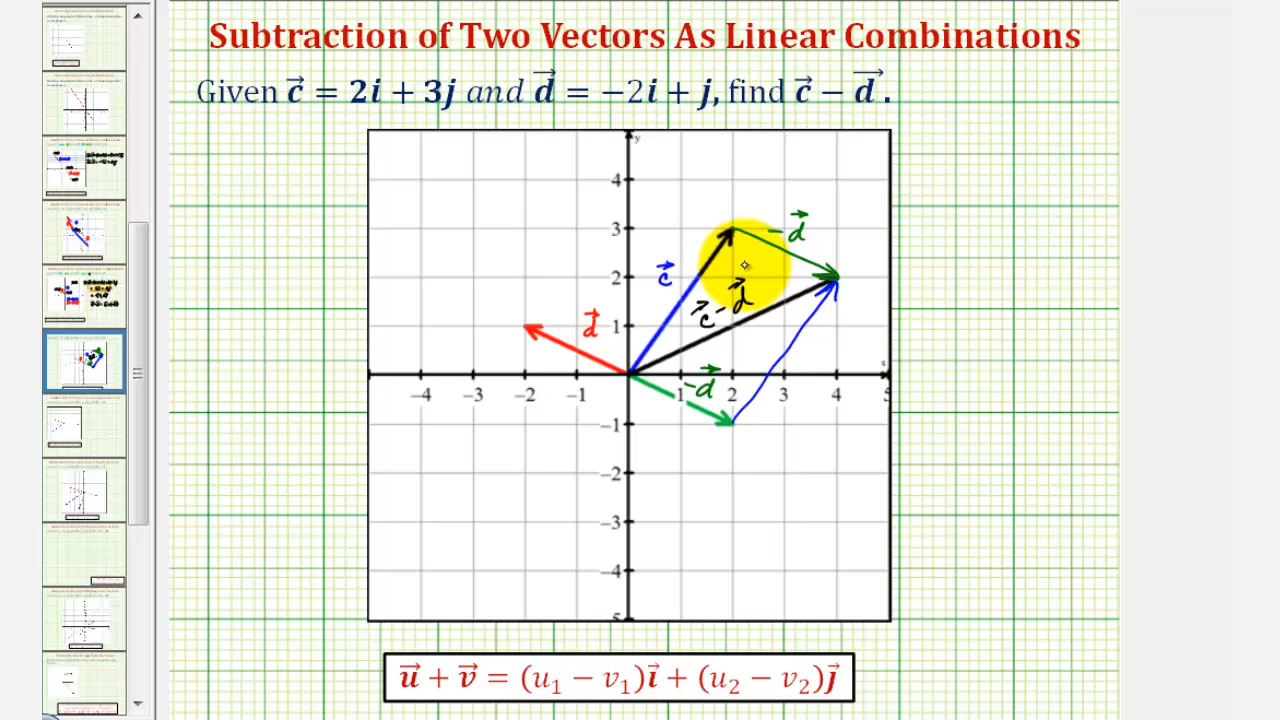 Subtraction of Two Vectors As Linear Combinations
Given c⃗ = 2i + 3j and d⃗ = −2i + j, find c⃗ − d⃗ .
y
4
3
−d⃗
2
c⃗
c⃗ − d⃗
d⃗
1
x
−4 −3 −2 −1 1 2 3 4 5
−d⃗
−1
−2
−3
−4
5
u⃗ + v⃗ = (u₁ − v₁)i⃗ + (u₂ − v₂)j⃗